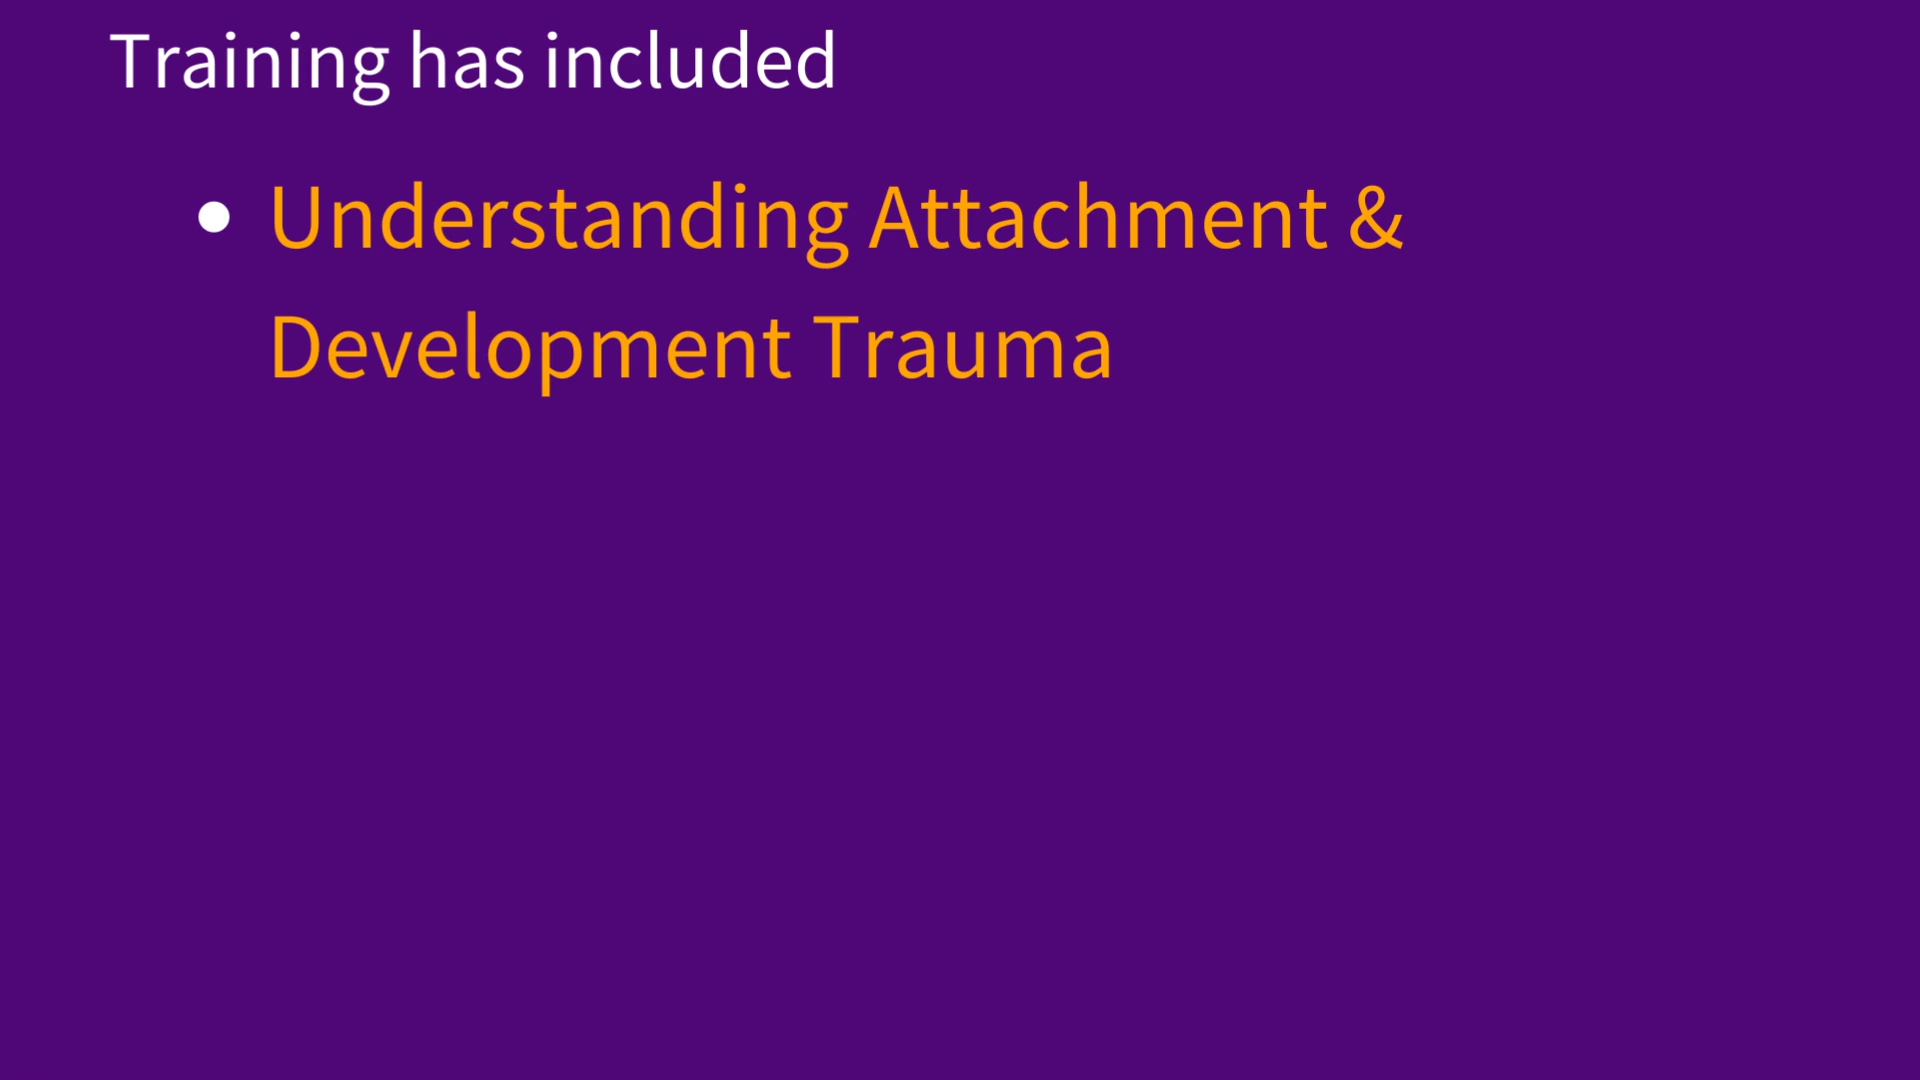 Training has included
• Understanding Attachment &
Development Trauma